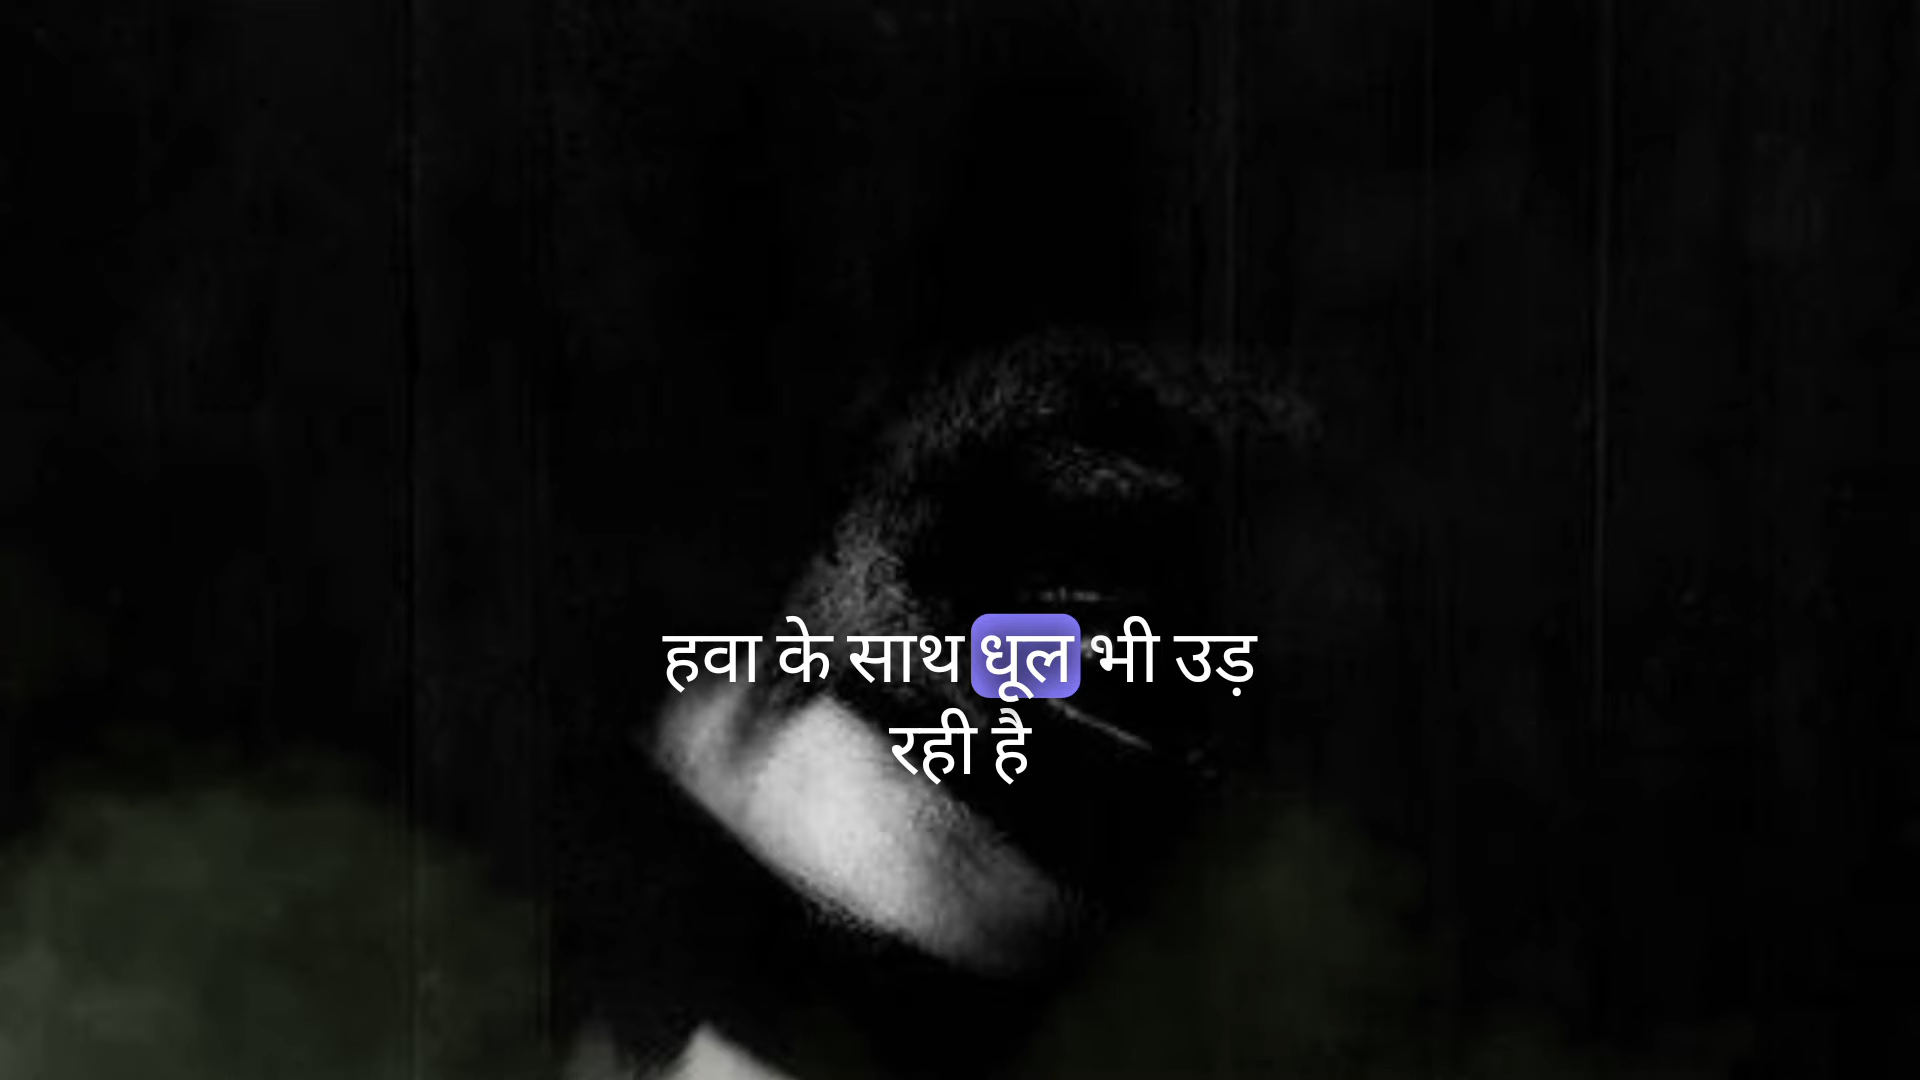 हवा के साथ धूल भी उड़
रही है